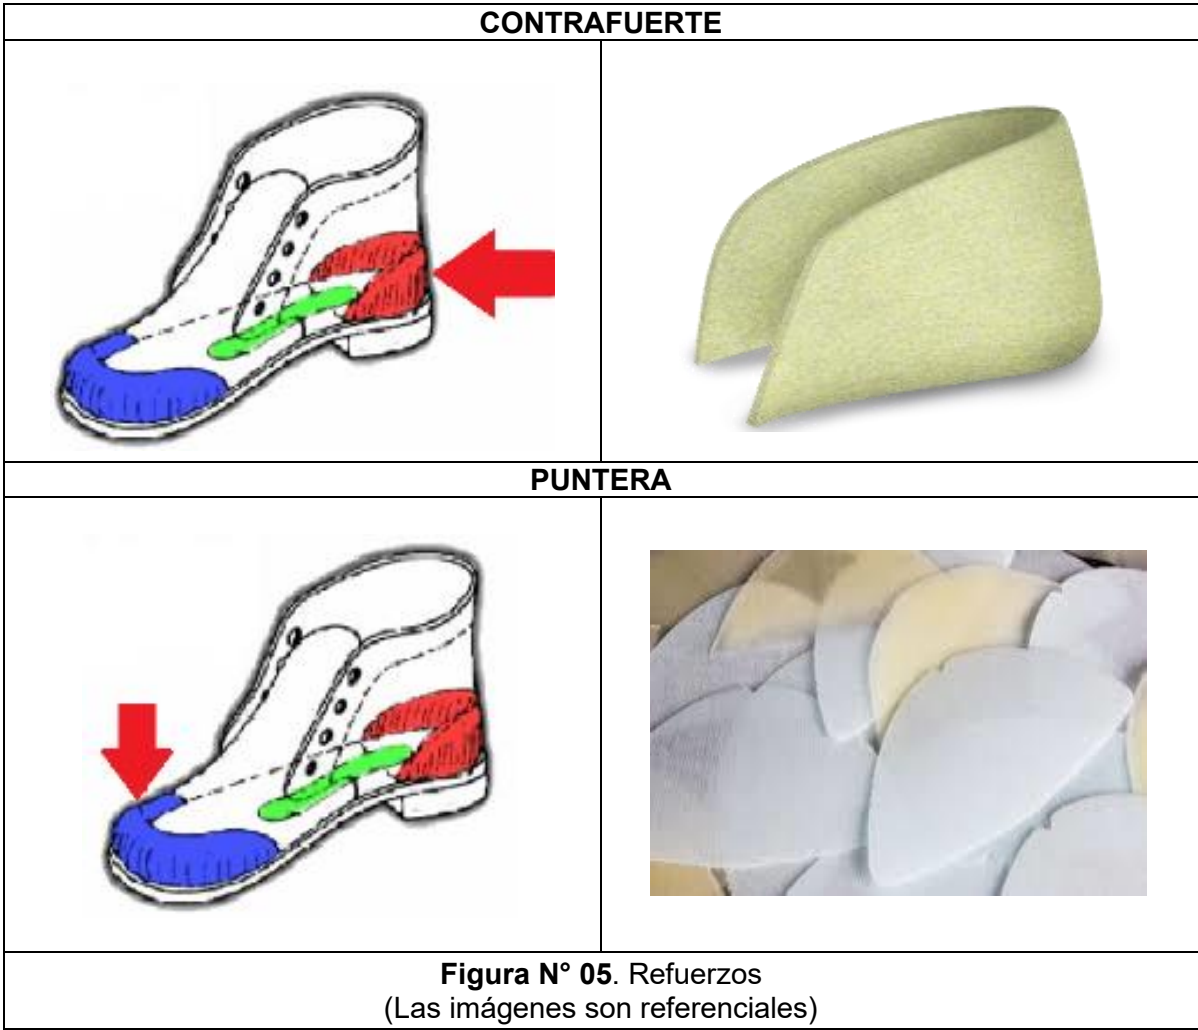 CONTRAFUERTE
PUNTERA
Figura N° 05. Refuerzos
(Las imágenes son referenciales)